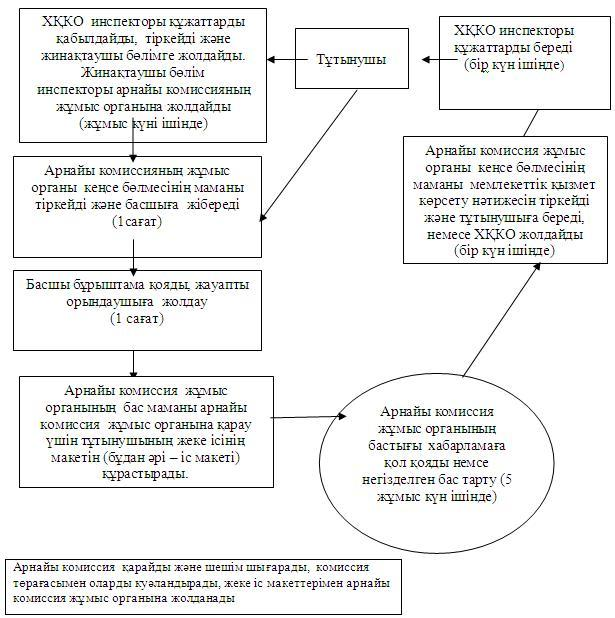 ХҚКО инспекторы құжаттарды
қабылдайды, тіркейді және
жинақтаушы бөлімге жолдайды.
Жинақтаушы бөлім
инспекторы арнайы комиссияның
жұмыс органына жолдайды
(жұмыс күні ішінде)
Тұтынушы
ХҚКО инспекторы
құжаттарды береді
(бір күн ішінде)
Арнайы комиссияның жұмыс
органы кеңсе бөлмесінің маманы
тіркейді және басшыға жібереді
(1сағат)
Арнайы комиссия жұмыс
органы кеңсе бөлмесінің
маманы мемлекеттік қызмет
көрсету нәтижесін тіркейді
және тұтынушыға береді,
немесе ХҚКО жолдайды
(бір күн ішінде)
Басшы бұрыштама қояды, жауапты
орындаушыға жолдау
(1 сағат)
Арнайы комиссия жұмыс
органының бас маманы арнайы
комиссия жұмыс органына қарау
үшін тұтынушының жеке ісінің
макетін (бұдан әрі – іс макеті)
құрастырады.
Арнайы комиссия
жұмыс органының
бастығы хабарламаға
қол қояды немсе
негізделген бас тарту (5
жұмыс күн ішінде)
Арнайы комиссия қарайды және шешім шығарады, комиссия
төрағасымен оларды куәландырады, жеке іс макеттерімен арнайы
комиссия жұмыс органына жолданады